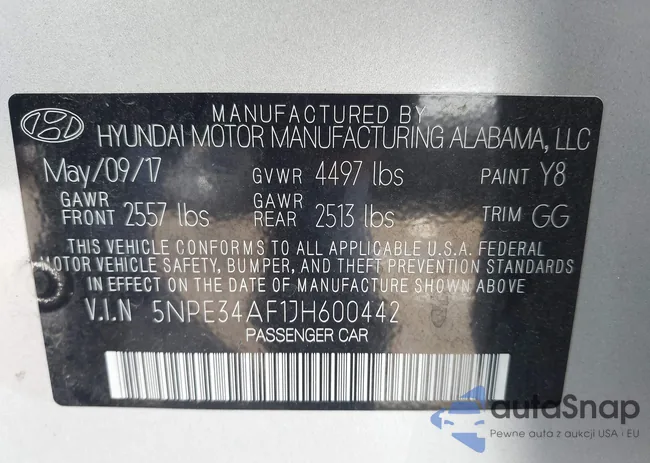 MANUFACTURED BY
HYUNDAI MOTOR MANUFACTURING ALABAMA, LLC
May/09/17 GVWR 4497 lbs PAINT Y8
GAWR FRONT 2557 lbs GAWR REAR 2513 lbs TRIM GG
THIS VEHICLE CONFORMS TO ALL APPLICABLE U.S.A. FEDERAL
MOTOR VEHICLE SAFETY, BUMPER, AND THEFT PREVENTION STANDARDS
IN EFFECT ON THE DATE OF MANUFACTURE SHOWN ABOVE
V.I.N 5NPE34AF1JH600442
PASSENGER CAR
autaSnap
Pewne auta z aukcji USA i EU